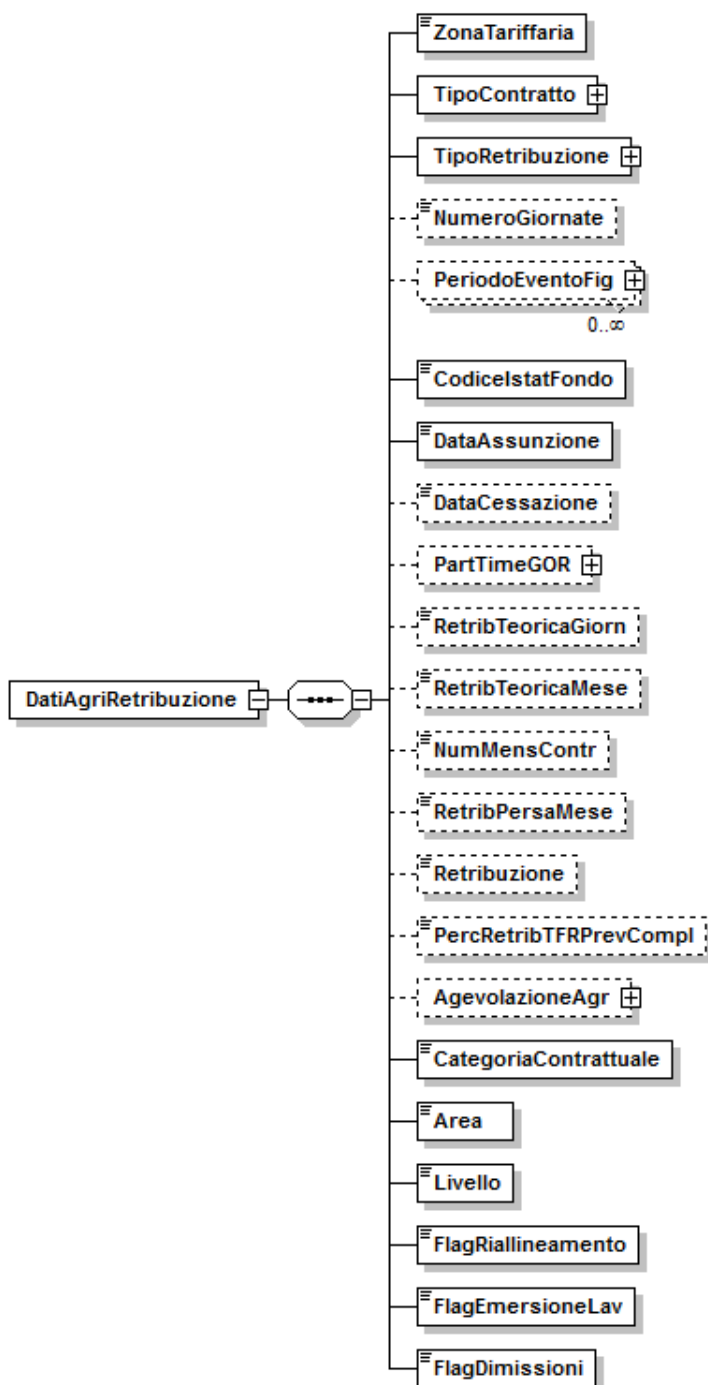 ZonaTariffaria
TipoContratto
TipoRetribuzione
NumeroGiornate
PeriodoEventoFig
0..∞
CodiceIstatFondo
DataAssunzione
DataCessazione
PartTimeGOR
RetribTeoricaGiorn
DatiAgriRetribuzione
RetribTeoricaMese
NumMensContr
RetribPersaMese
Retribuzione
PercRetribTFRPrevCompl
AgevolazioneAgr
CategoriaContrattuale
Area
Livello
FlagRiallineamento
FlagEmersioneLav
FlagDimissioni